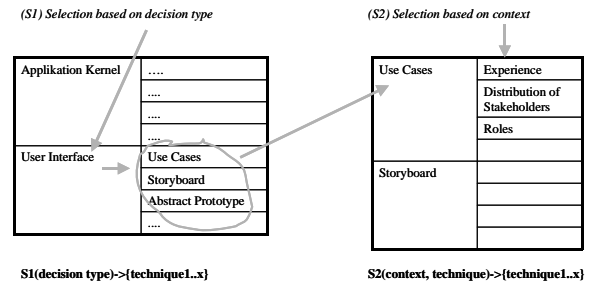 (S1) Selection based on decision type
(S2) Selection based on context
Applikation Kernel
....
....
....
....
User Interface
Use Cases
Storyboard
Abstract Prototype
....
Use Cases
Experience
Distribution of
Stakeholders
Roles
Storyboard
S1(decision type)->{technique1..x}
S2(context, technique)->{technique1..x}